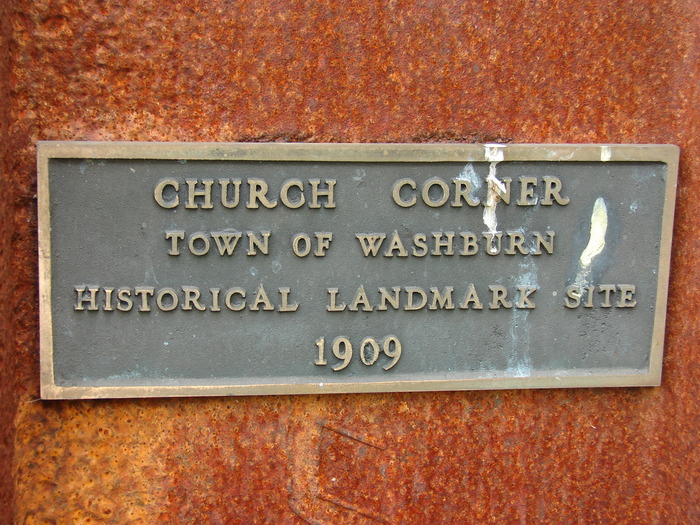 CHURCH CORNER
TOWN OF WASHBURN
HISTORICAL LANDMARK SITE
1909